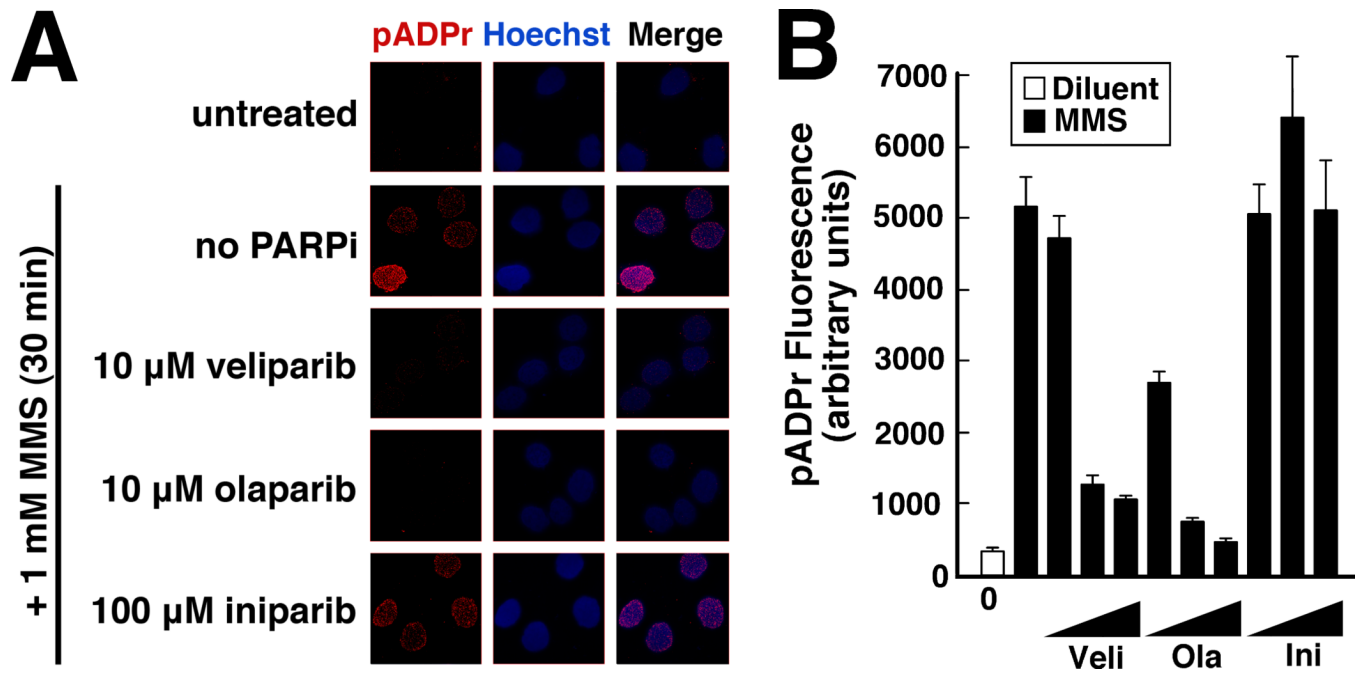 A
pADPr Hoechst Merge
untreated
no PARPi
10 µM veliparib
10 µM olaparib
100 µM iniparib
+ 1 mM MMS (30 min)
B
Diluent
MMS
pADPr Fluorescence
(arbitrary units)
7000
6000
5000
4000
3000
2000
1000
0
0
Veli Ola Ini